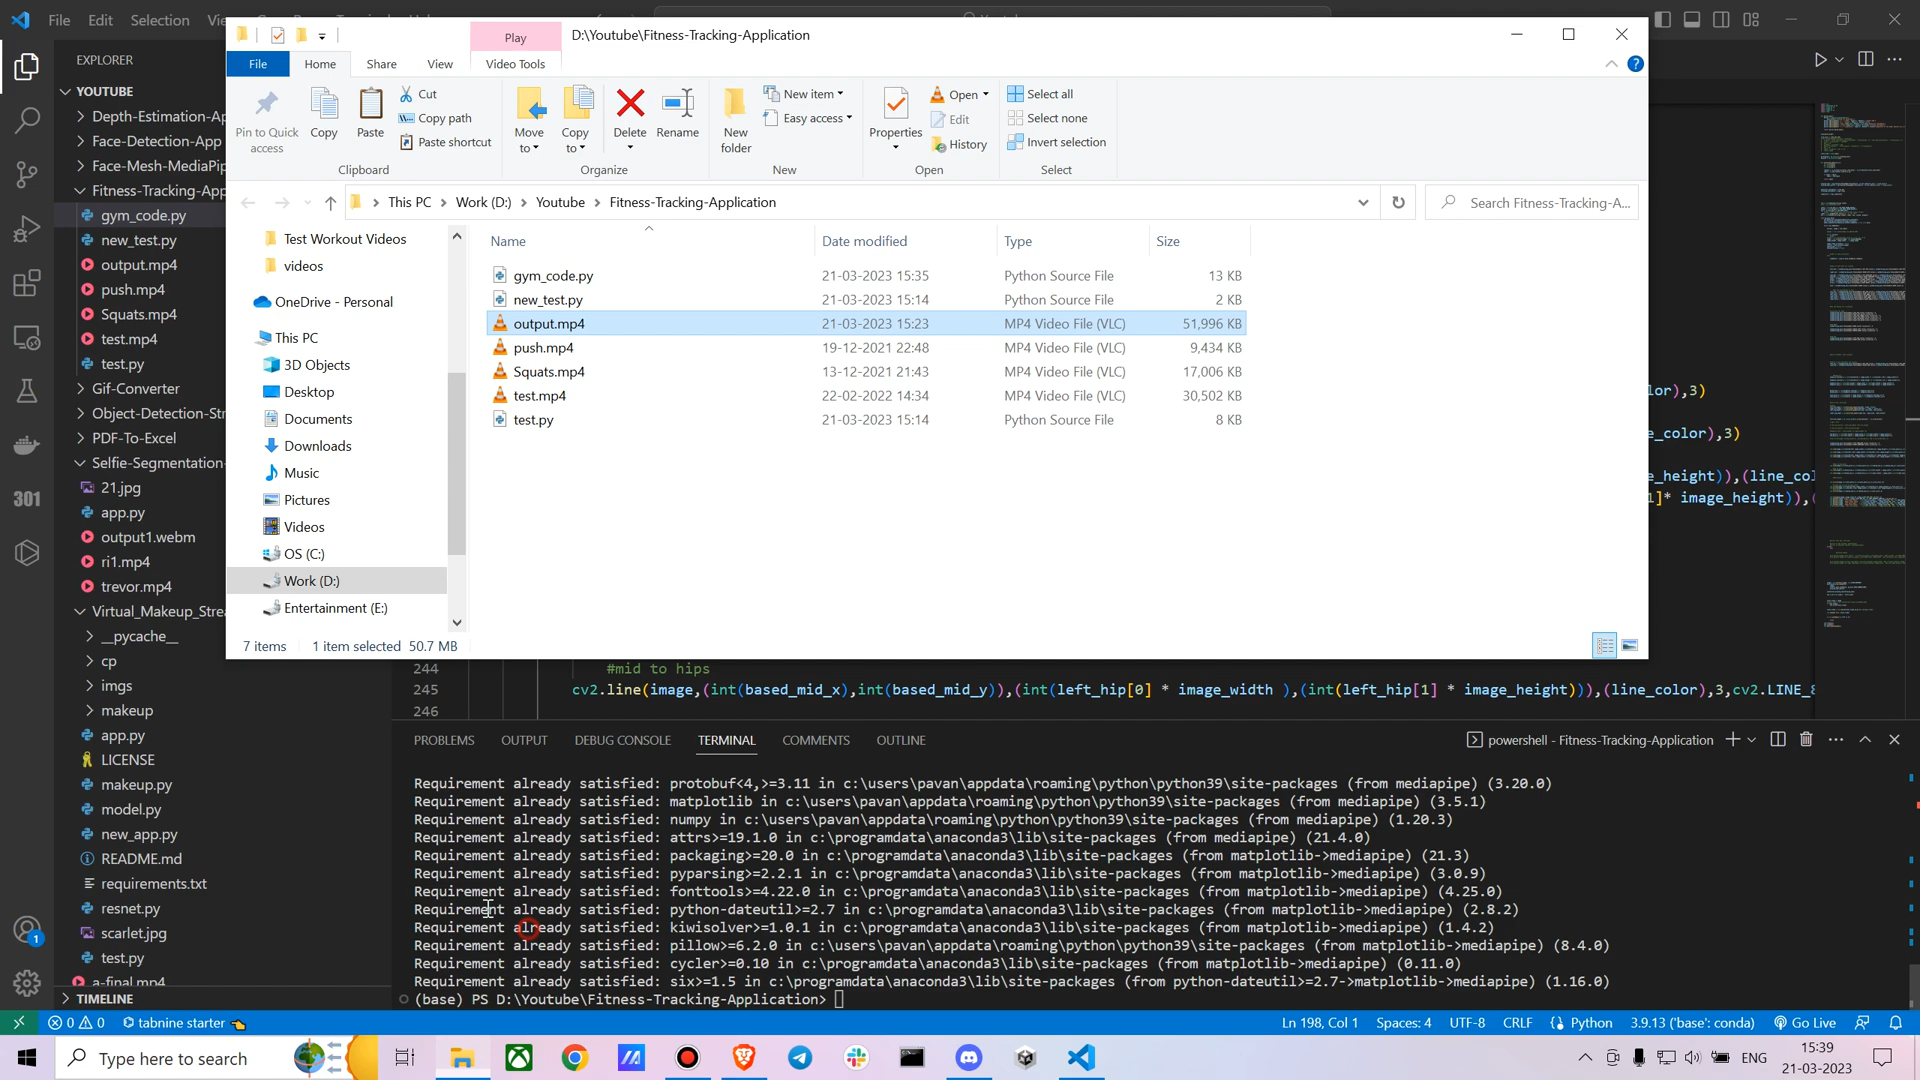 File Edit Selection
Play
Video Tools
D:\Youtube\Fitness-Tracking-Application
File Home Share View
Pin to Quick access
Copy
Paste
Cut
Copy path
Paste shortcut
Clipboard
Move to
Copy to
Delete
Rename
Organize
New folder
New item
Easy access
New
Properties
Open
Edit
History
Open
Select all
Select none
Invert selection
Select
This PC > Work (D:) > Youtube > Fitness-Tracking-Application
Search Fitness-Tracking-A...
Test Workout Videos
videos
OneDrive - Personal
This PC
3D Objects
Desktop
Documents
Downloads
Music
Pictures
Videos
OS (C:)
Work (D:)
Entertainment (E:)
Name Date modified Type Size
gym_code.py 21-03-2023 15:35 Python Source File 13 KB
new_test.py 21-03-2023 15:14 Python Source File 2 KB
output.mp4 21-03-2023 15:23 MP4 Video File (VLC) 51,996 KB
push.mp4 19-12-2021 22:48 MP4 Video File (VLC) 9,434 KB
Squats.mp4 13-12-2021 21:43 MP4 Video File (VLC) 17,006 KB
test.mp4 22-02-2022 14:34 MP4 Video File (VLC) 30,502 KB
test.py 21-03-2023 15:14 Python Source File 8 KB
7 items 1 item selected 50.7 MB
EXPLORER
YOUTUBE
Depth-Estimation-Ap
Face-Detection-App
Face-Mesh-MediaPip
Fitness-Tracking-App
gym_code.py
new_test.py
output.mp4
push.mp4
Squats.mp4
test.mp4
test.py
Gif-Converter
Object-Detection-Str
PDF-To-Excel
Selfie-Segmentation-
21.jpg
app.py
output1.webm
ri1.mp4
trevor.mp4
Virtual_Makeup_Strea
__pycache__
cp
imgs
makeup
app.py
LICENSE
makeup.py
model.py
new_app.py
README.md
requirements.txt
resnet.py
scarlet.jpg
test.py
a-final.mp4
TIMELINE
301
1
lor),3)
e_color),3)
e_height)),(line_col
1]* image_height)),(
244 #mid to hips
245 cv2.line(image,(int(based_mid_x),int(based_mid_y)),(int(left_hip[0] * image_width ),(int(left_hip[1] * image_height))),(line_color),3,cv2.LINE_8
246
PROBLEMS OUTPUT DEBUG CONSOLE TERMINAL COMMENTS OUTLINE
powershell - Fitness-Tracking-Application
Requirement already satisfied: protobuf<4,>=3.11 in c:\users\pavan\appdata\roaming\python\python39\site-packages (from mediapipe) (3.20.0)
Requirement already satisfied: matplotlib in c:\users\pavan\appdata\roaming\python\python39\site-packages (from mediapipe) (3.5.1)
Requirement already satisfied: numpy in c:\users\pavan\appdata\roaming\python\python39\site-packages (from mediapipe) (1.20.3)
Requirement already satisfied: attrs>=19.1.0 in c:\programdata\anaconda3\lib\site-packages (from mediapipe) (21.4.0)
Requirement already satisfied: packaging>=20.0 in c:\programdata\anaconda3\lib\site-packages (from matplotlib->mediapipe) (21.3)
Requirement already satisfied: pyparsing>=2.2.1 in c:\programdata\anaconda3\lib\site-packages (from matplotlib->mediapipe) (3.0.9)
Requirement already satisfied: fonttools>=4.22.0 in c:\programdata\anaconda3\lib\site-packages (from matplotlib->mediapipe) (4.25.0)
Requirement already satisfied: python-dateutil>=2.7 in c:\programdata\anaconda3\lib\site-packages (from matplotlib->mediapipe) (2.8.2)
Requirement already satisfied: kiwisolver>=1.0.1 in c:\programdata\anaconda3\lib\site-packages (from matplotlib->mediapipe) (1.4.2)
Requirement already satisfied: pillow>=6.2.0 in c:\users\pavan\appdata\roaming\python\python39\site-packages (from matplotlib->mediapipe) (8.4.0)
Requirement already satisfied: cycler>=0.10 in c:\programdata\anaconda3\lib\site-packages (from matplotlib->mediapipe) (0.11.0)
Requirement already satisfied: six>=1.5 in c:\programdata\anaconda3\lib\site-packages (from python-dateutil>=2.7->matplotlib->mediapipe) (1.16.0)
(base) PS D:\Youtube\Fitness-Tracking-Application>
0 0 tabnine starter
Ln 198, Col 1 Spaces: 4 UTF-8 CRLF Python 3.9.13 ('base': conda) Go Live
Type here to search
ENG
15:39
21-03-2023